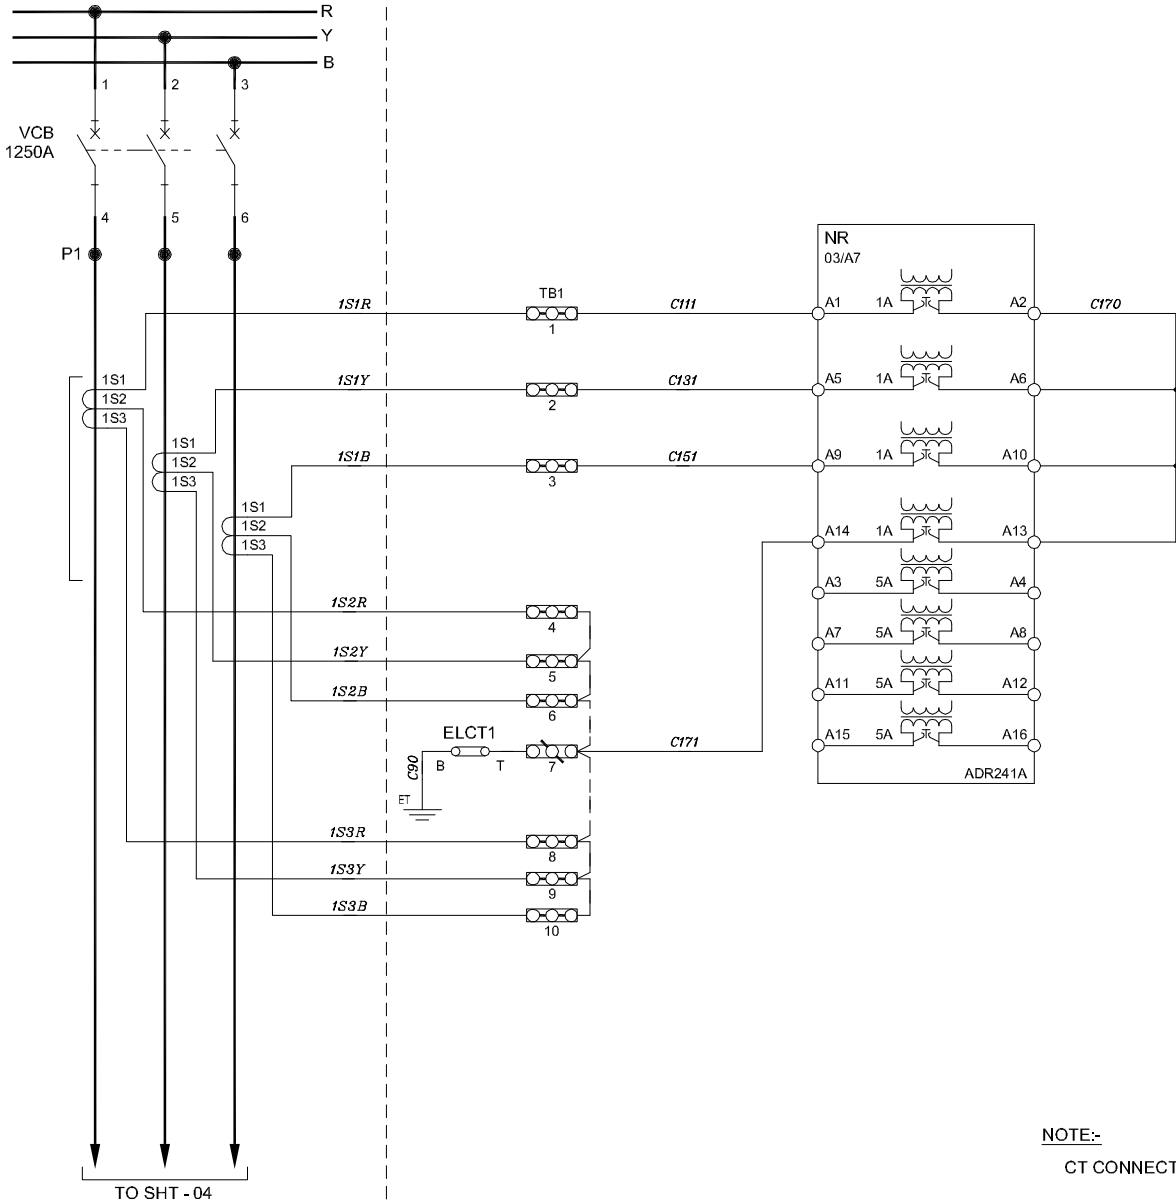 R
Y
B
1 2 3
VCB
1250A
4 5 6
P1
NR
03/A7
1S1R TB1 C111 A1 1A A2 C170
1
1S1 1S1Y C131 A5 1A A6
1S2 2
1S3
1S1 1S1B C151 A9 1A A10
1S2 3
1S3
1S1
1S2
1S3
A14 1A A13
A3 5A A4
1S2R
4
A7 5A A8
1S2Y
5
A11 5A A12
1S2B
6
ELCT1 C171 A15 5A A16
B T 7
C90
ADR241A
ET
1S3R
8
1S3Y
9
1S3B
10
NOTE:-
CT CONNECT
TO SHT - 04